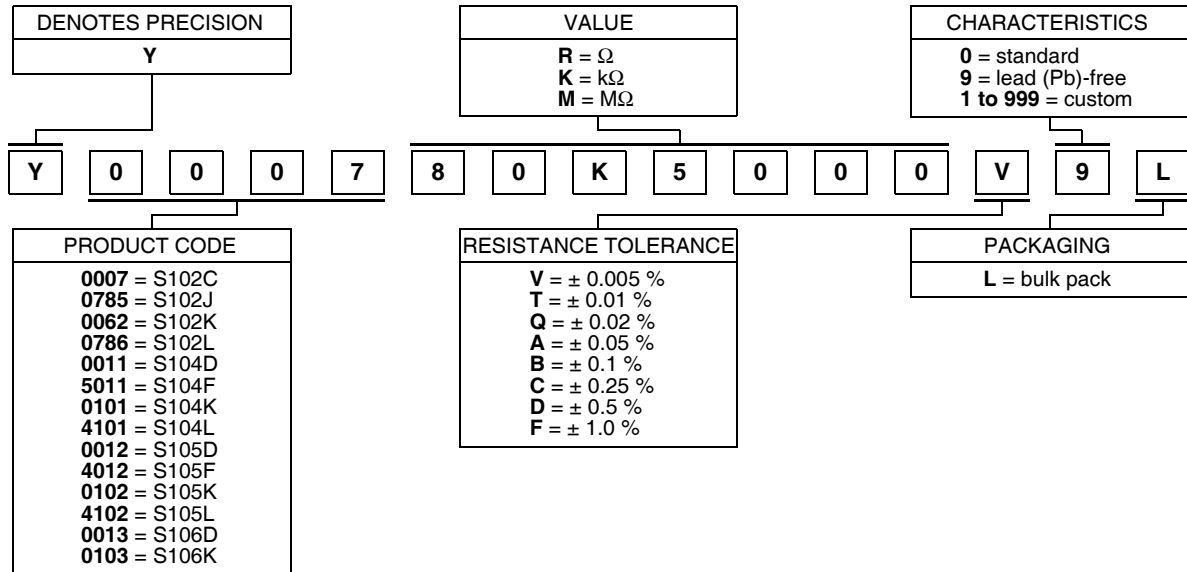 DENOTES PRECISION
Y
VALUE
R = Ω
K = kΩ
M = MΩ
CHARACTERISTICS
0 = standard
9 = lead (Pb)-free
1 to 999 = custom
Y 0 0 0 7 8 0 K 5 0 0 0 V 9 L
PRODUCT CODE
0007 = S102C
0785 = S102J
0062 = S102K
0786 = S102L
0011 = S104D
5011 = S104F
0101 = S104K
4101 = S104L
0012 = S105D
4012 = S105F
0102 = S105K
4102 = S105L
0013 = S106D
0103 = S106K
RESISTANCE TOLERANCE
V = ± 0.005 %
T = ± 0.01 %
Q = ± 0.02 %
A = ± 0.05 %
B = ± 0.1 %
C = ± 0.25 %
D = ± 0.5 %
F = ± 1.0 %
PACKAGING
L = bulk pack